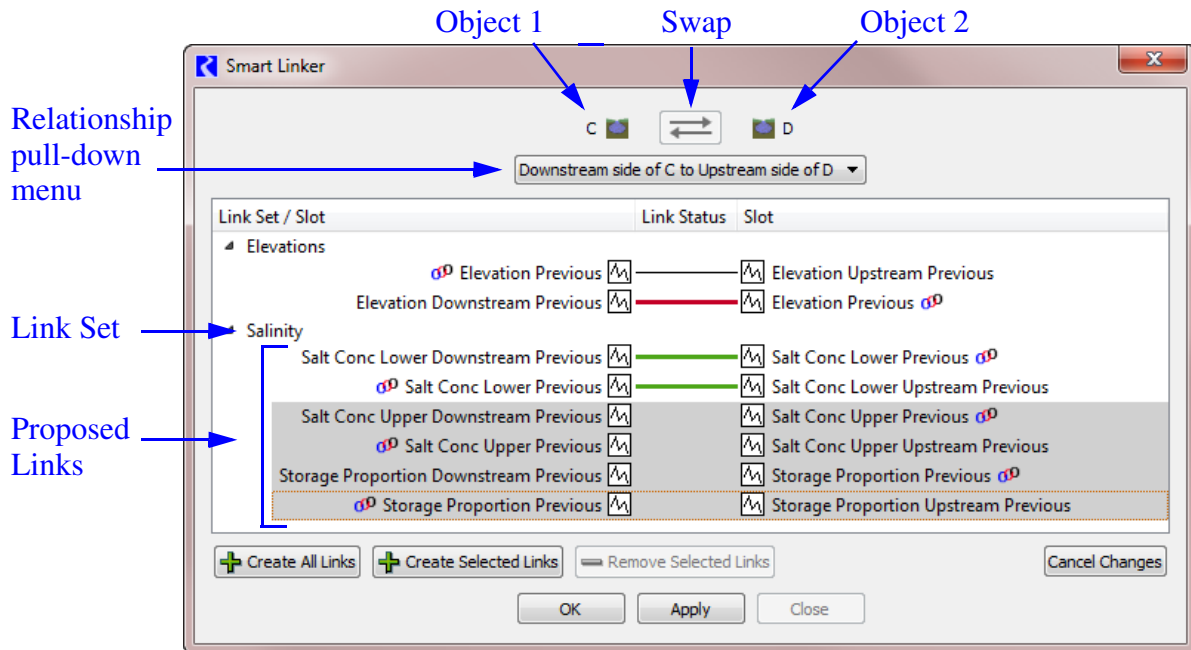 Object 1 Swap Object 2
Smart Linker
Relationship
pull-down
menu
C D
Downstream side of C to Upstream side of D
Link Set / Slot Link Status Slot
Elevations
Elevation Previous Elevation Upstream Previous
Elevation Downstream Previous Elevation Previous
Link Set
Salinity
Salt Conc Lower Downstream Previous Salt Conc Lower Previous
Salt Conc Lower Previous Salt Conc Lower Upstream Previous
Proposed
Links
Salt Conc Upper Downstream Previous Salt Conc Upper Previous
Salt Conc Upper Previous Salt Conc Upper Upstream Previous
Storage Proportion Downstream Previous Storage Proportion Previous
Storage Proportion Previous Storage Proportion Upstream Previous
Create All Links Create Selected Links Remove Selected Links Cancel Changes
OK Apply Close